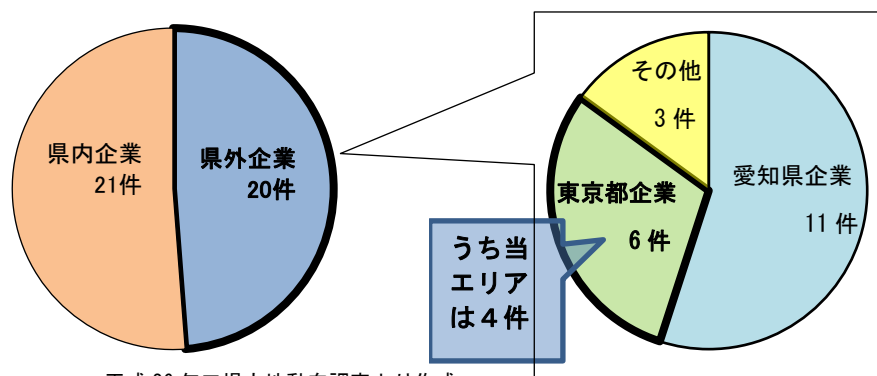 県内企業
21件
県外企業
20件
その他
3 件
東京都企業
6 件
愛知県企業
11 件
うち当
エリア
は４件